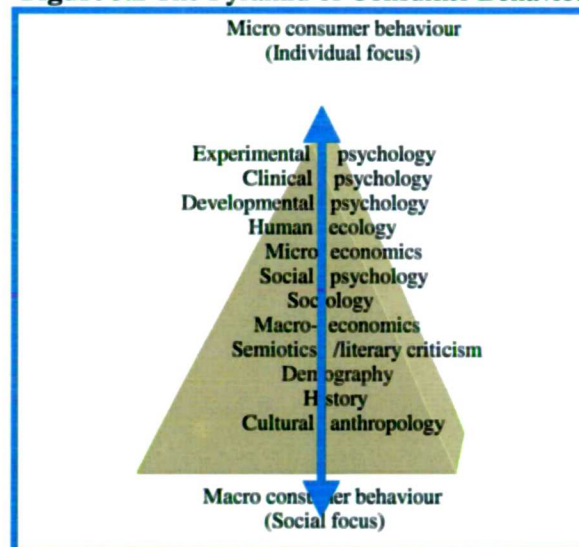 Micro consumer behaviour
(Individual focus)
Experimental psychology
Clinical psychology
Developmental psychology
Human ecology
Micro economics
Social psychology
Sociology
Macro- economics
Semiotics /literary criticism
Demography
History
Cultural anthropology
Macro consumer behaviour
(Social focus)